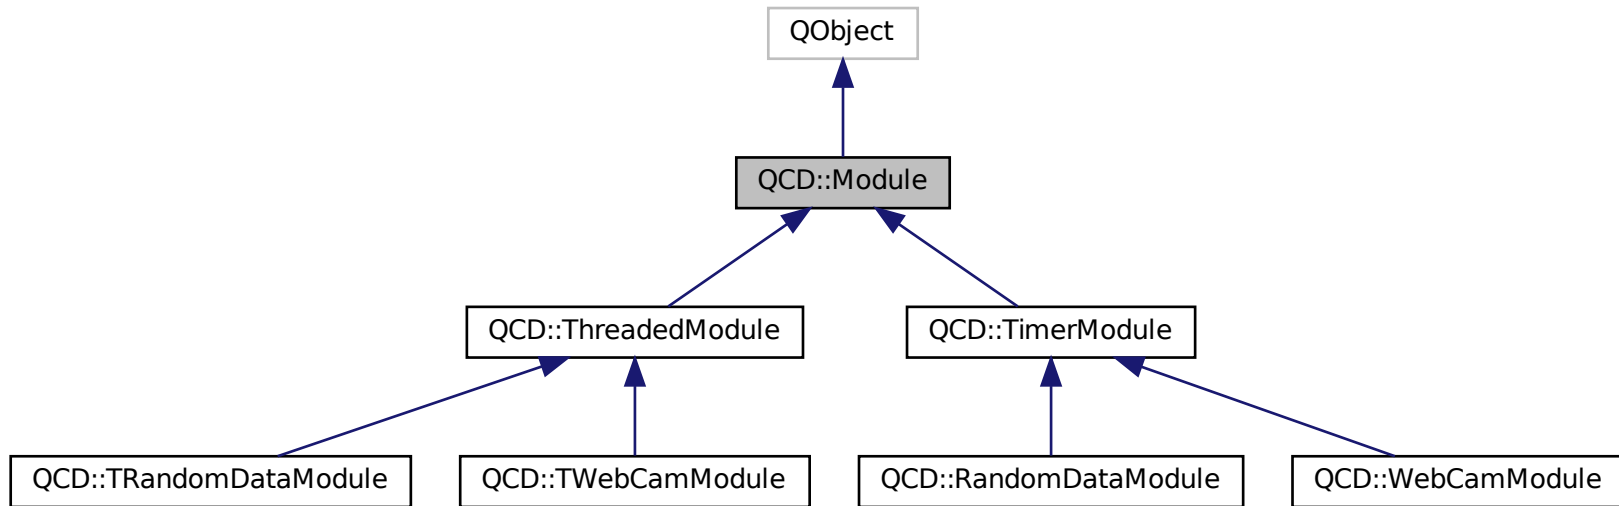 QObject
QCD::Module
QCD::ThreadedModule
QCD::TimerModule
QCD::TRandomDataModule
QCD::TWebCamModule
QCD::RandomDataModule
QCD::WebCamModule